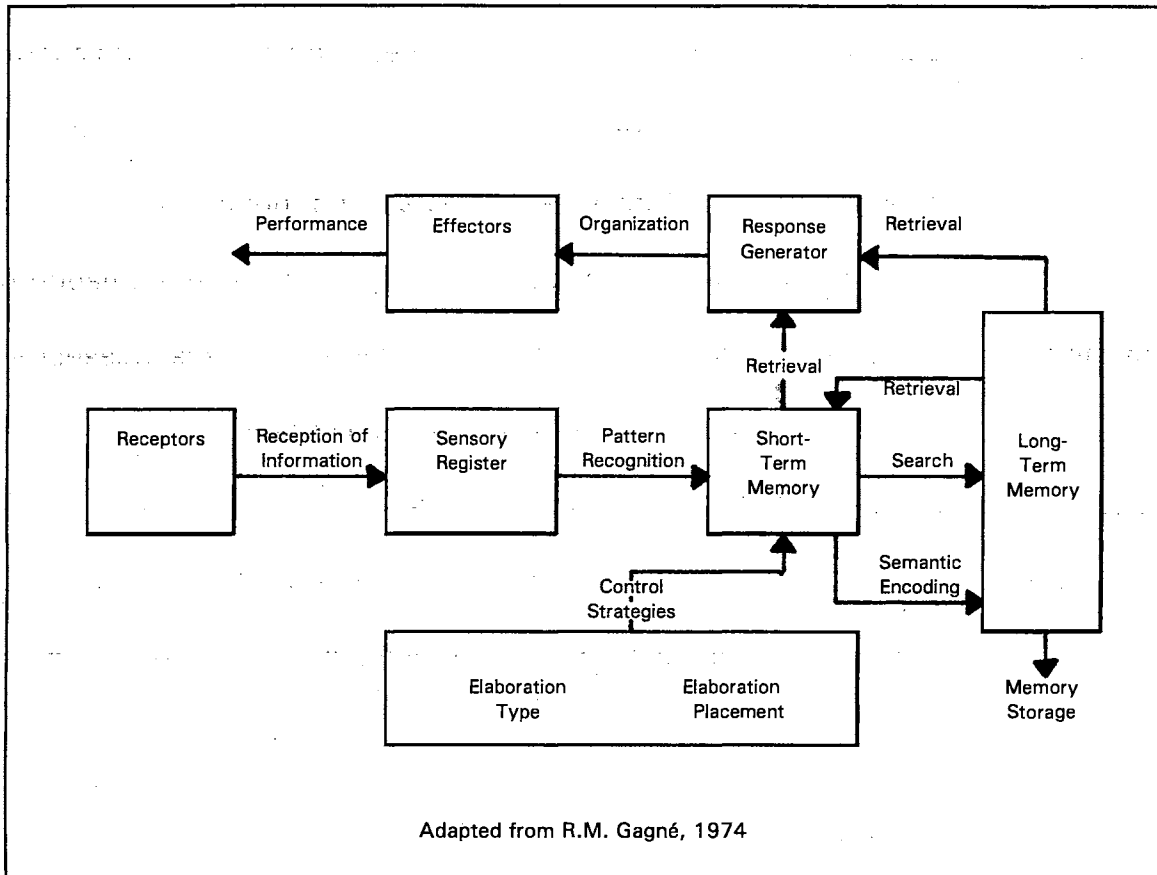 Performance
Effectors
Organization
Response
Generator
Retrieval
Retrieval
Retrieval
Receptors
Reception of
Information
Sensory
Register
Pattern
Recognition
Short-
Term
Memory
Search
Long-
Term
Memory
Semantic
Encoding
Control
Strategies
Elaboration
Type
Elaboration
Placement
Memory
Storage
Adapted from R.M. Gagné, 1974